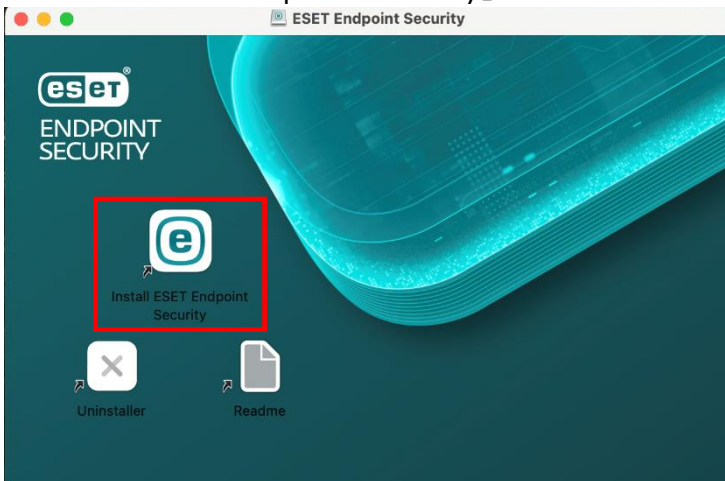 ESET Endpoint Security
eseT®
ENDPOINT
SECURITY
e
Install ESET Endpoint
Security
Uninstaller
Readme